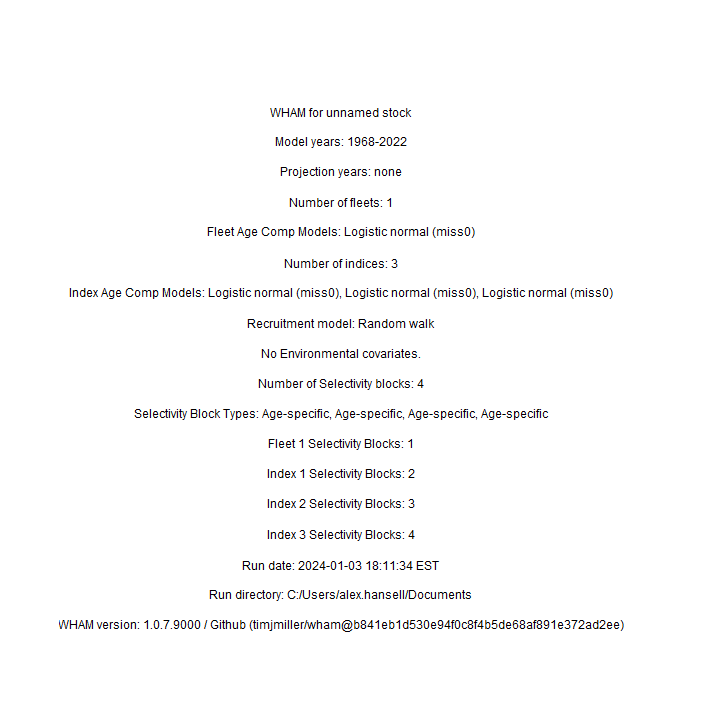 WHAM for unnamed stock
Model years: 1968-2022
Projection years: none
Number of fleets: 1
Fleet Age Comp Models: Logistic normal (miss0)
Number of indices: 3
Index Age Comp Models: Logistic normal (miss0), Logistic normal (miss0), Logistic normal (miss0)
Recruitment model: Random walk
No Environmental covariates.
Number of Selectivity blocks: 4
Selectivity Block Types: Age-specific, Age-specific, Age-specific, Age-specific
Fleet 1 Selectivity Blocks: 1
Index 1 Selectivity Blocks: 2
Index 2 Selectivity Blocks: 3
Index 3 Selectivity Blocks: 4
Run date: 2024-01-03 18:11:34 EST
Run directory: C:/Users/alex.hansell/Documents
WHAM version: 1.0.7.9000 / Github (timjmiller/wham@b841eb1d530e94f0c8f4b5de68af891e372ad2ee)